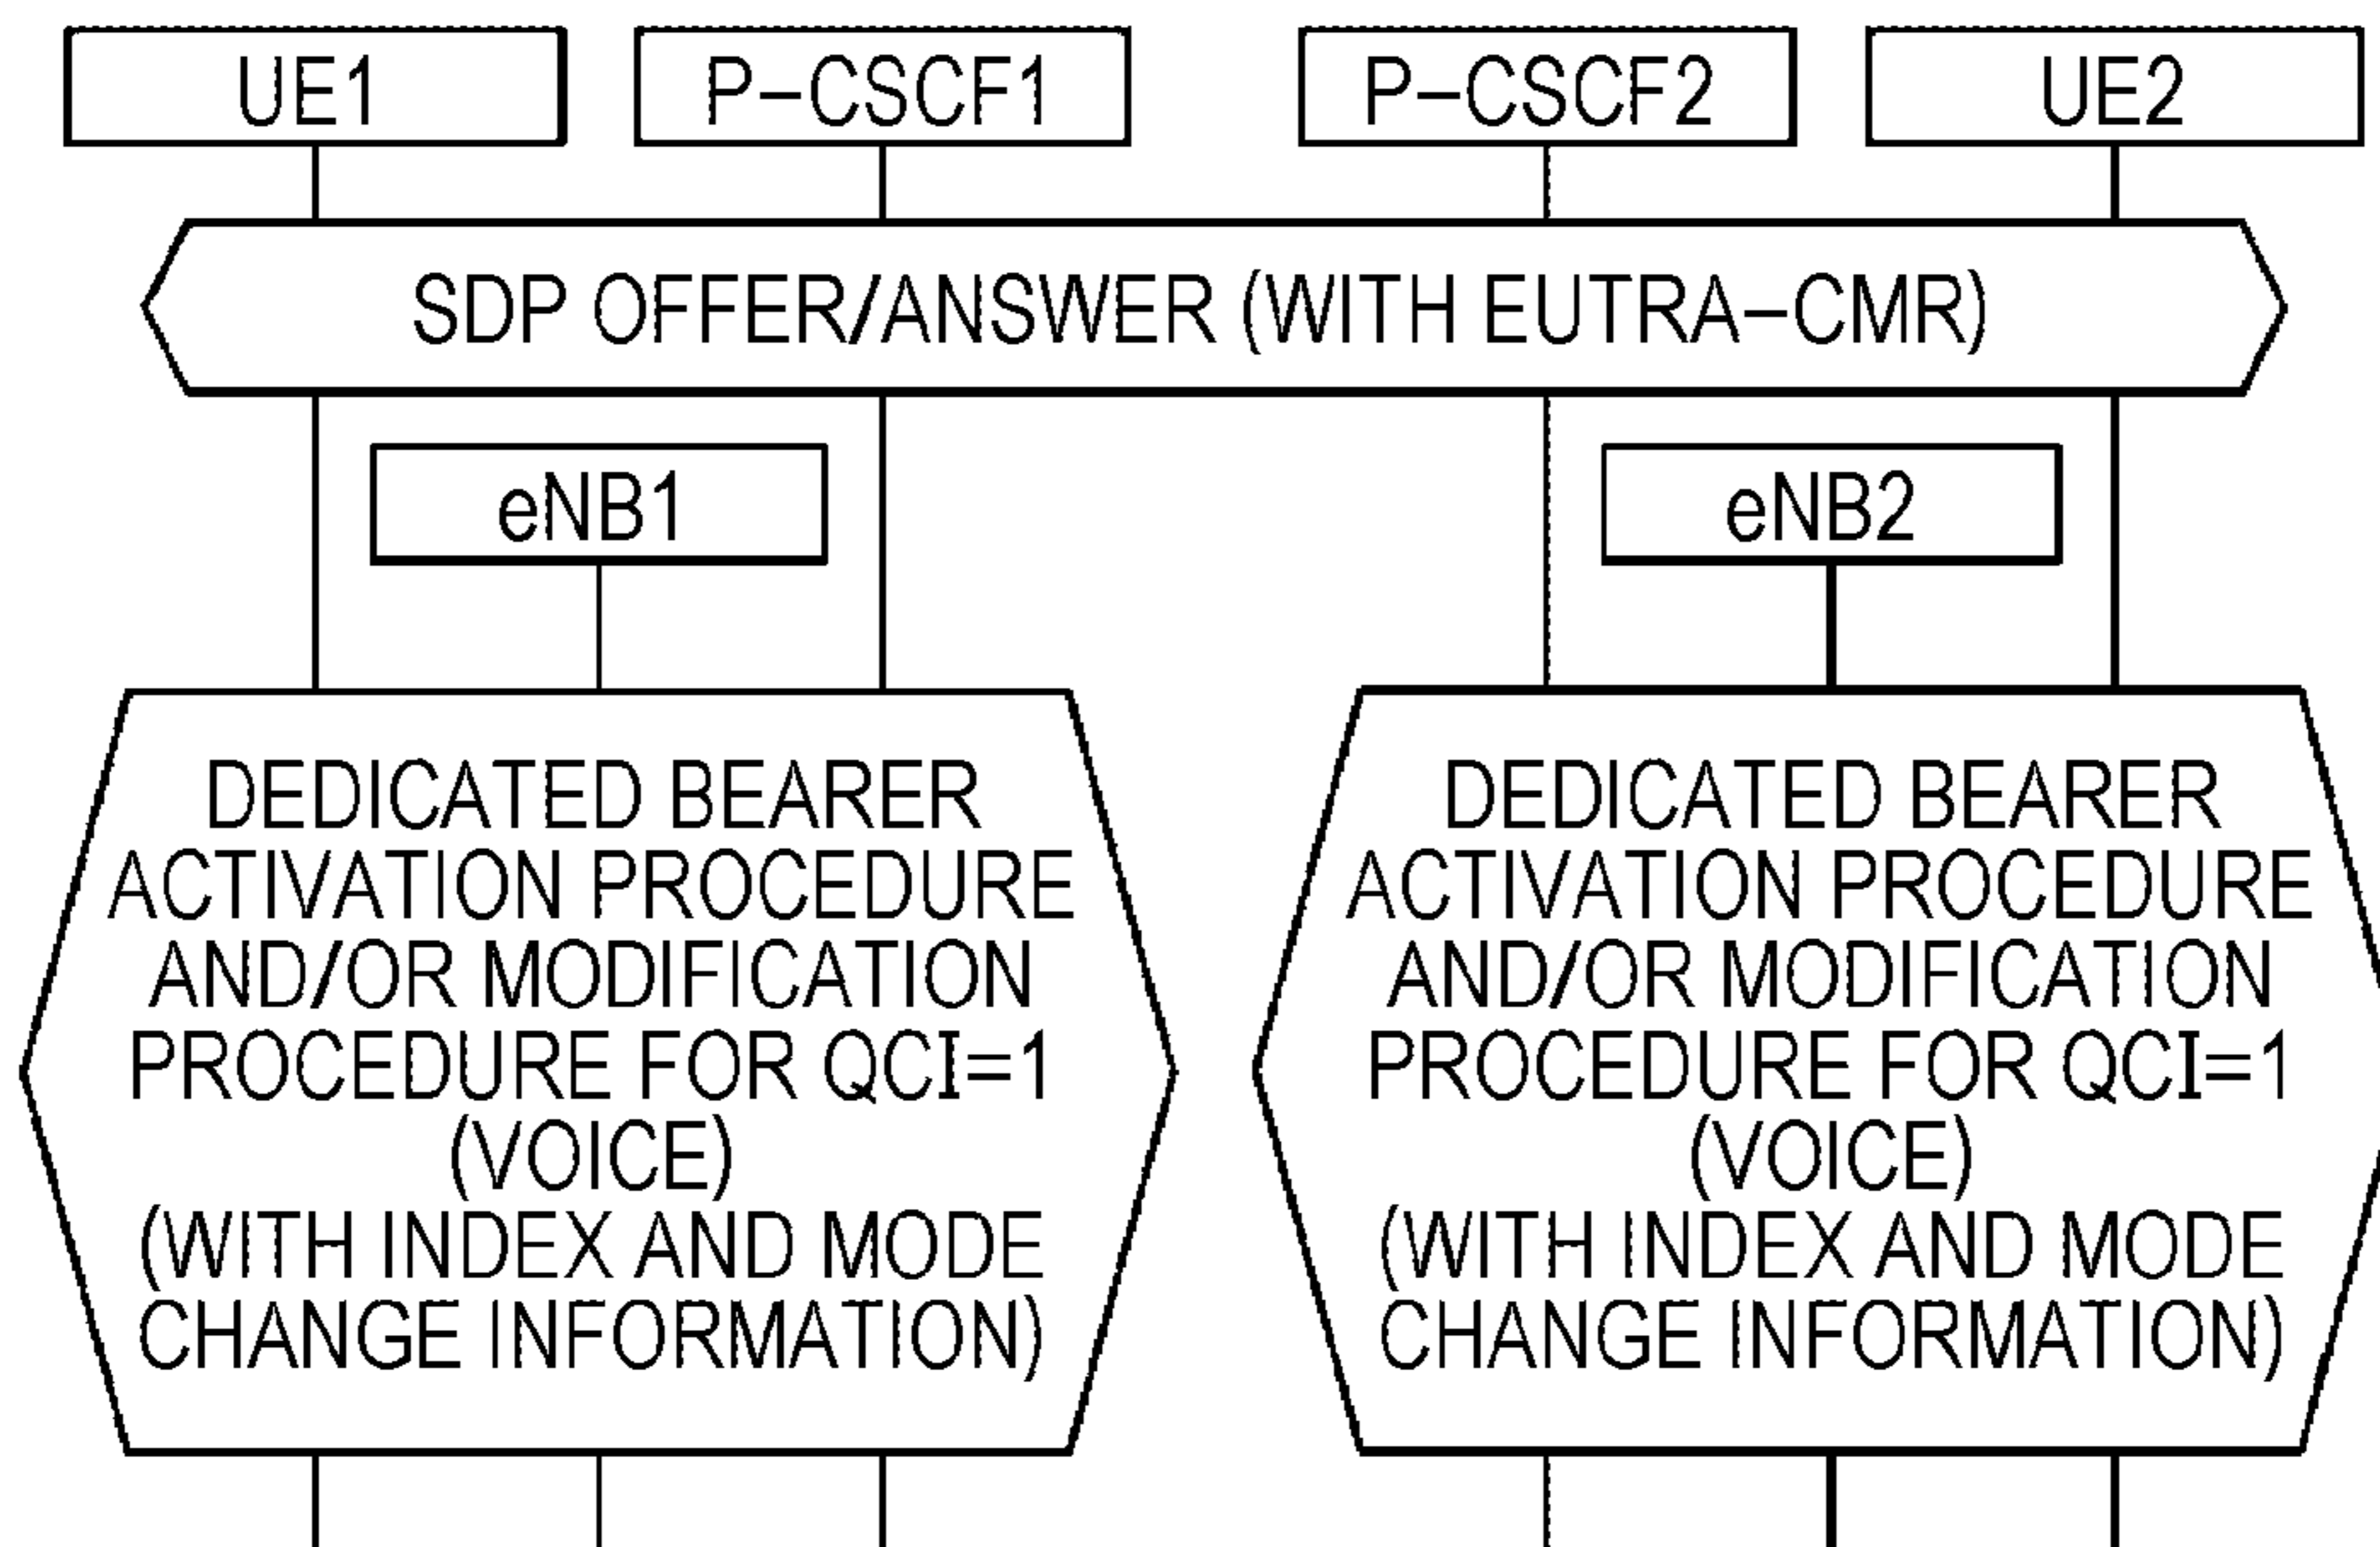 UE1
P-CSCF1
P-CSCF2
UE2
SDP OFFER/ANSWER (WITH EUTRA-CMR)
eNB1
eNB2
DEDICATED BEARER
ACTIVATION PROCEDURE
AND/OR MODIFICATION
PROCEDURE FOR QCI=1
(VOICE)
(WITH INDEX AND MODE
CHANGE INFORMATION)
DEDICATED BEARER
ACTIVATION PROCEDURE
AND/OR MODIFICATION
PROCEDURE FOR QCI=1
(VOICE)
(WITH INDEX AND MODE
CHANGE INFORMATION)